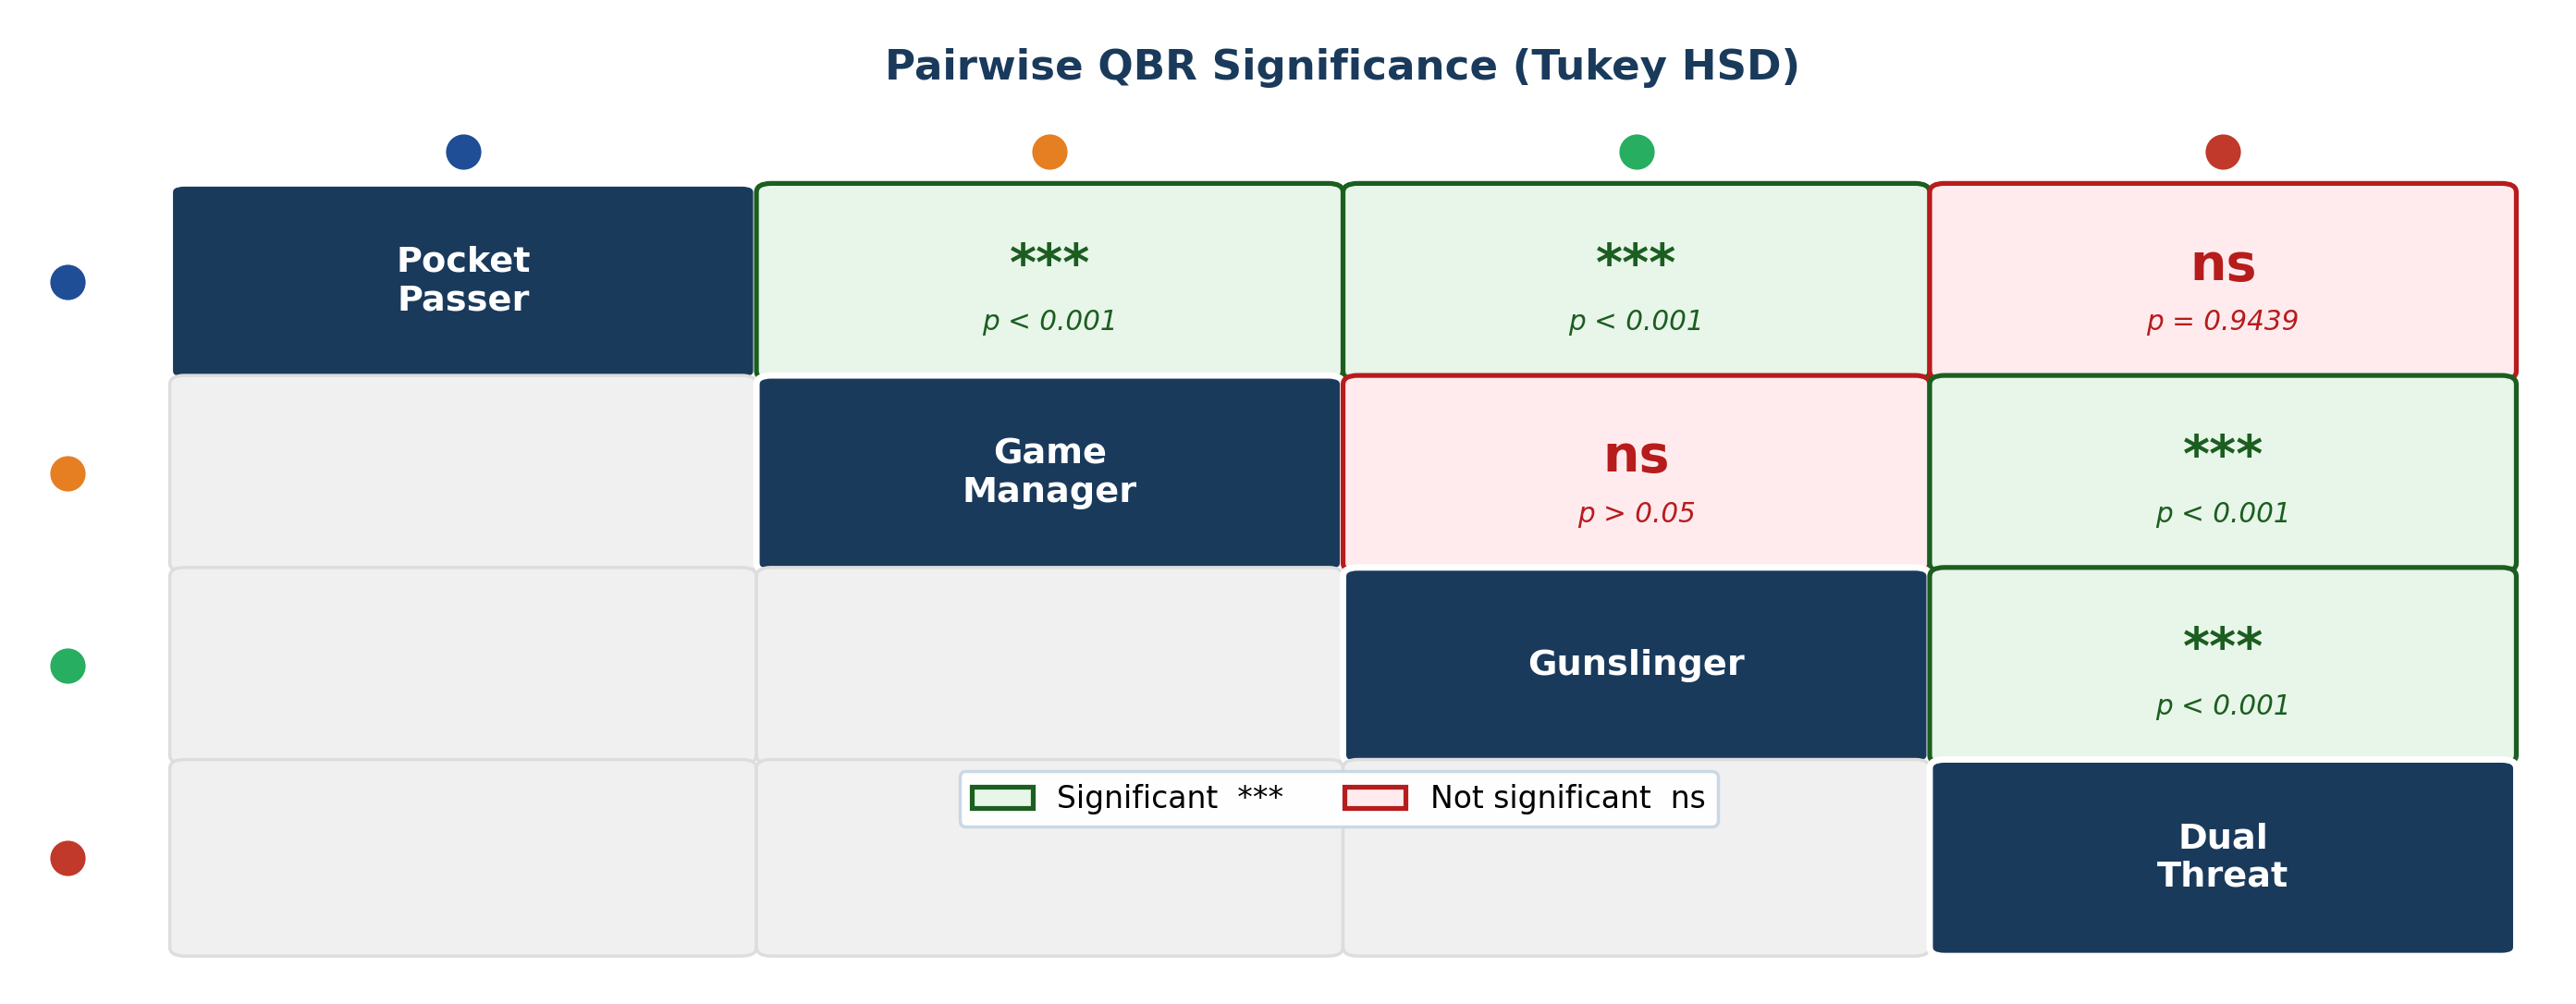 Pairwise QBR Significance (Tukey HSD)
Pocket
Passer
***
p < 0.001
***
p < 0.001
ns
p = 0.9439
Game
Manager
ns
p > 0.05
***
p < 0.001
Gunslinger
***
p < 0.001
Significant ***
Not significant ns
Dual
Threat